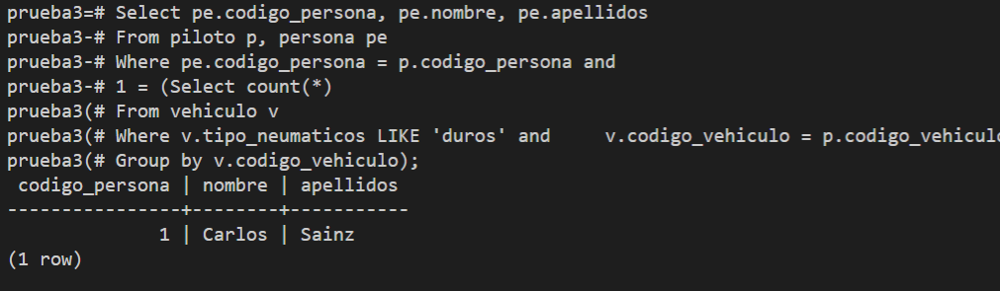 prueba3=# Select pe.codigo_persona, pe.nombre, pe.apellidos
prueba3-# From piloto p, persona pe
prueba3-# Where pe.codigo_persona = p.codigo_persona and
prueba3-# 1 = (Select count(*)
prueba3(# From vehiculo v
prueba3(# Where v.tipo_neumaticos LIKE 'duros' and     v.codigo_vehiculo = p.codigo_vehiculo
prueba3(# Group by v.codigo_vehiculo);
 codigo_persona | nombre | apellidos
----------------+--------+-----------
              1 | Carlos | Sainz
(1 row)